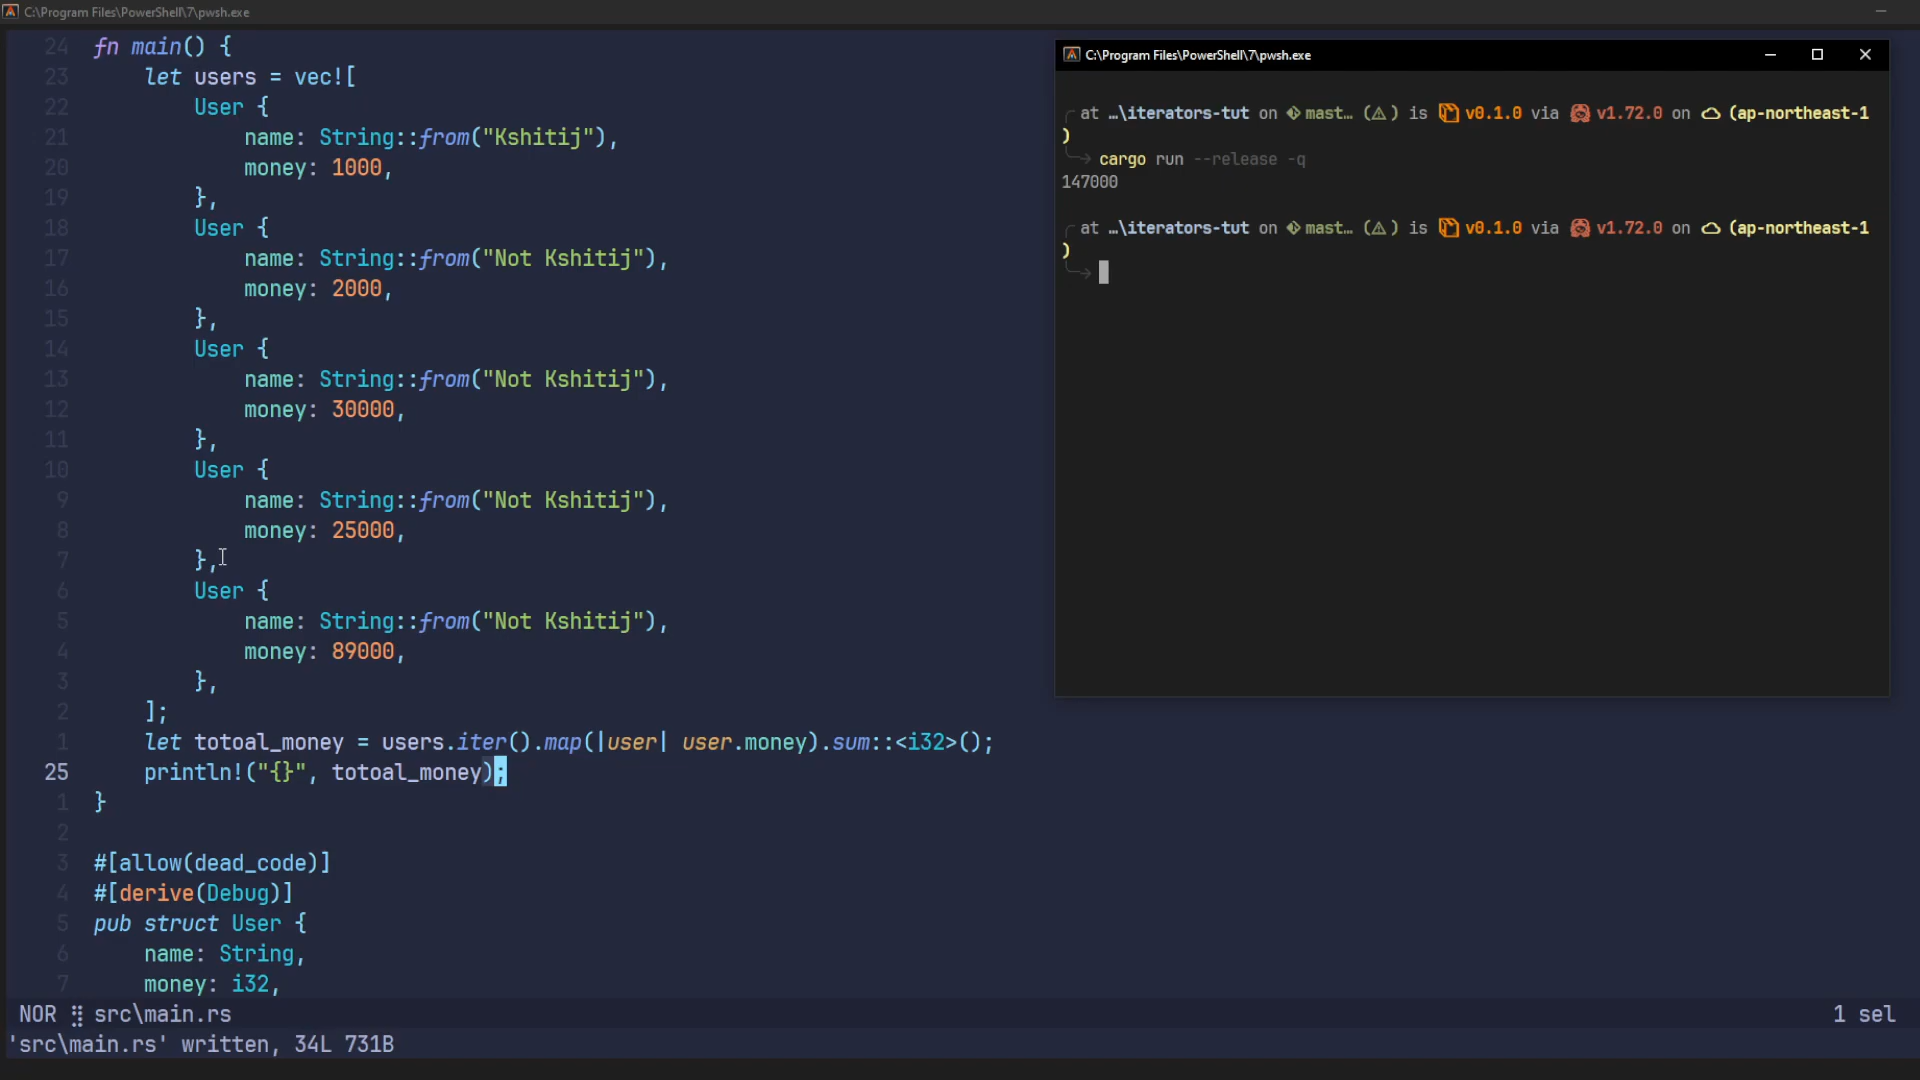 C:\Program Files\PowerShell\7\pwsh.exe
24 fn main() {
23 let users = vec![
22 User {
21 name: String::from("Kshitij"),
20 money: 1000,
19 },
18 User {
17 name: String::from("Not Kshitij"),
16 money: 2000,
15 },
14 User {
13 name: String::from("Not Kshitij"),
12 money: 30000,
11 },
10 User {
9 name: String::from("Not Kshitij"),
8 money: 25000,
7 },
6 User {
5 name: String::from("Not Kshitij"),
4 money: 89000,
3 },
2 ];
1 let totoal_money = users.iter().map(|user| user.money).sum::<i32>();
25 println!("{}", totoal_money);
1 }
2
3 #[allow(dead_code)]
4 #[derive(Debug)]
5 pub struct User {
6 name: String,
7 money: i32,
NOR src\main.rs 1 sel
'src\main.rs' written, 34L 731B
C:\Program Files\PowerShell\7\pwsh.exe
at …\iterators-tut on mast… (⚠) is v0.1.0 via v1.72.0 on (ap-northeast-1
)
cargo run --release -q
147000
at …\iterators-tut on mast… (⚠) is v0.1.0 via v1.72.0 on (ap-northeast-1
)